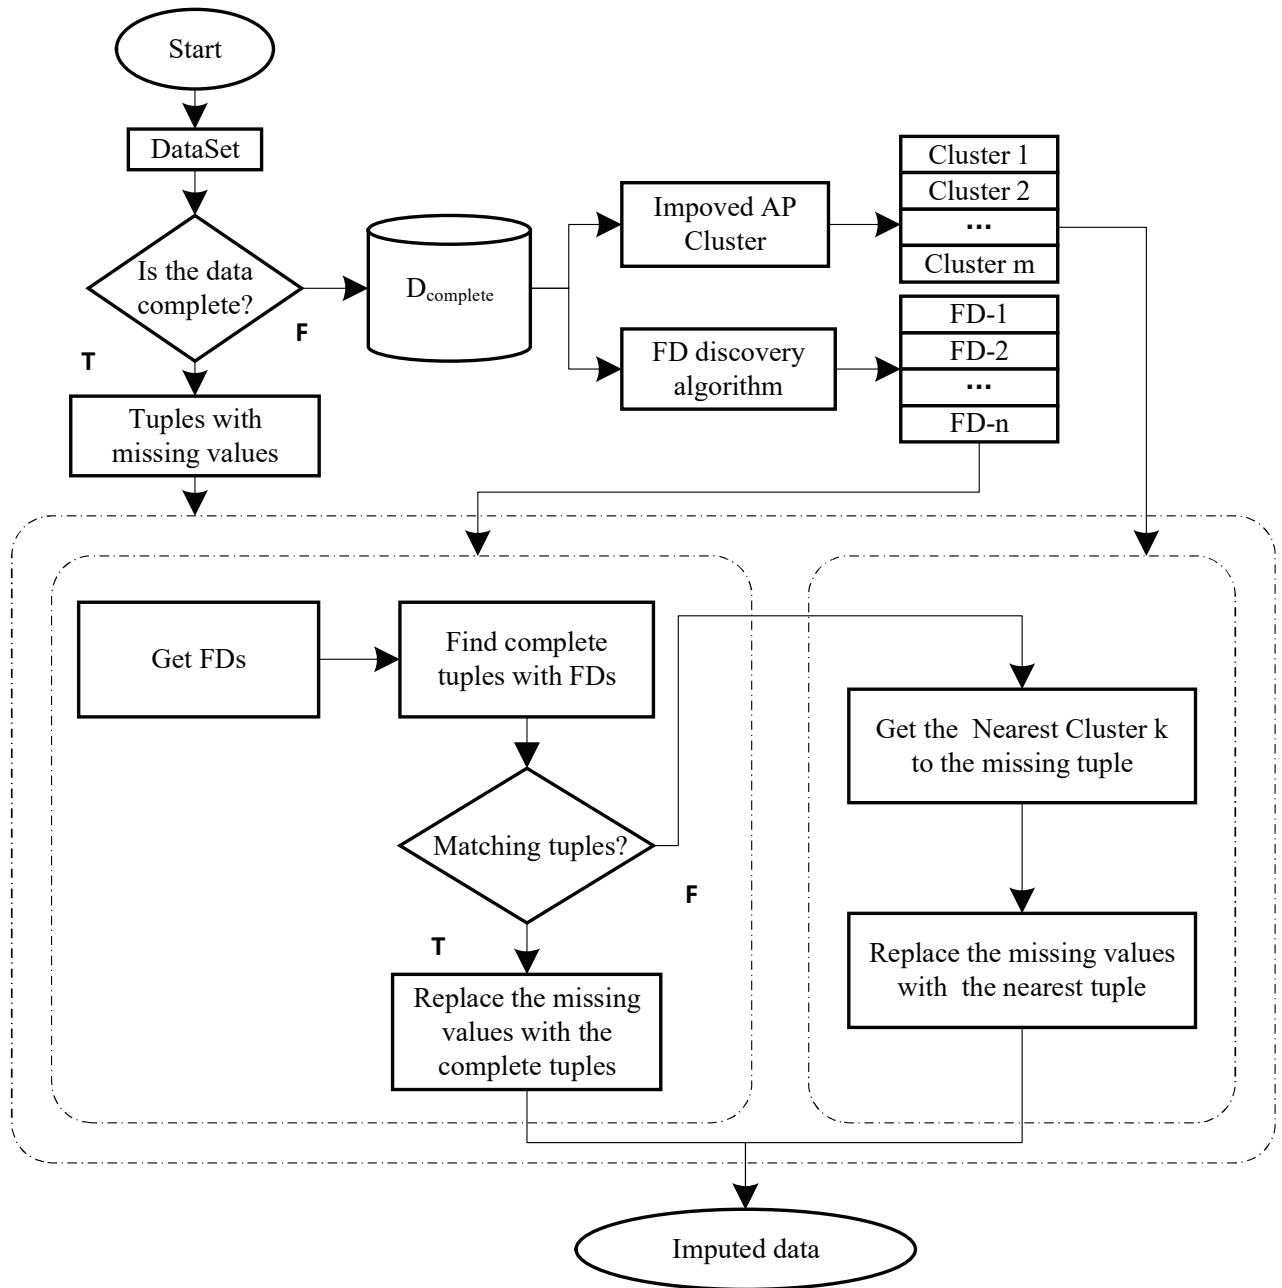 Start
DataSet
Is the data
complete?
T
F
Tuples with
missing values
Dcomplete
Impoved AP
Cluster
FD discovery
algorithm
Cluster 1
Cluster 2
...
Cluster m
FD-1
FD-2
...
FD-n
Get FDs
Find complete
tuples with FDs
Matching tuples?
F
T
Replace the missing
values with the
complete tuples
Get the Nearest Cluster k
to the missing tuple
Replace the missing values
with the nearest tuple
Imputed data